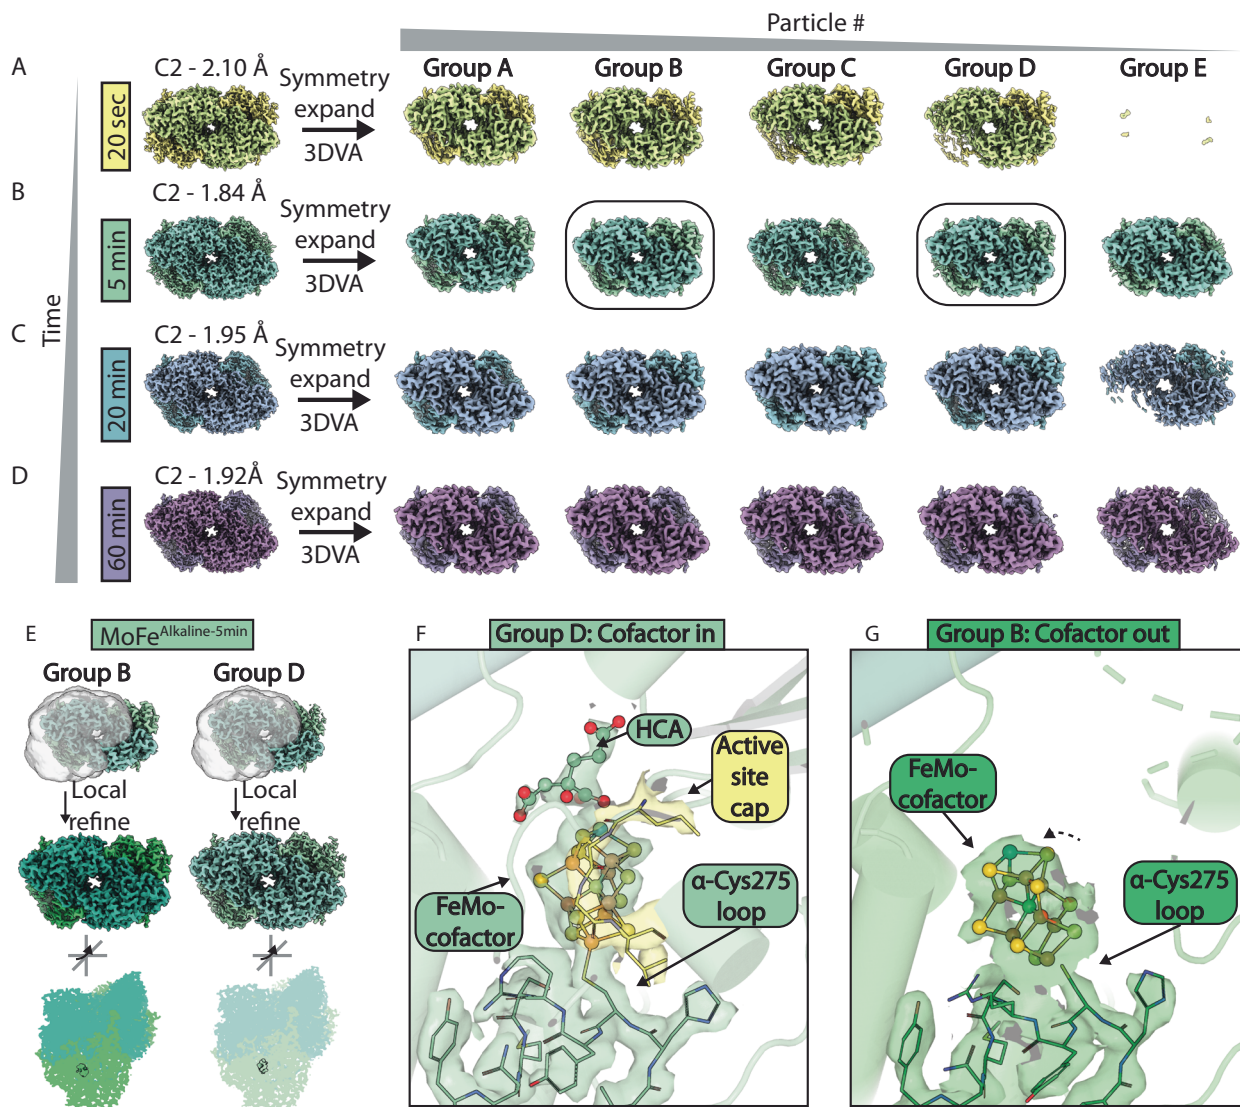 Particle #
A
C2 - 2.10 Å
Symmetry
expand
3DVA
Group A
Group B
Group C
Group D
Group E
20 sec
B
C2 - 1.84 Å
Symmetry
expand
3DVA
5 min
Time
C
C2 - 1.95 Å
Symmetry
expand
3DVA
20 min
D
C2 - 1.92Å
Symmetry
expand
3DVA
60 min
E
MoFeAlkaline-5min
Group B
Group D
Local
refine
Local
refine
F
Group D: Cofactor in
HCA
Active
site
cap
FeMo-
cofactor
α-Cys275
loop
G
Group B: Cofactor out
FeMo-
cofactor
α-Cys275
loop